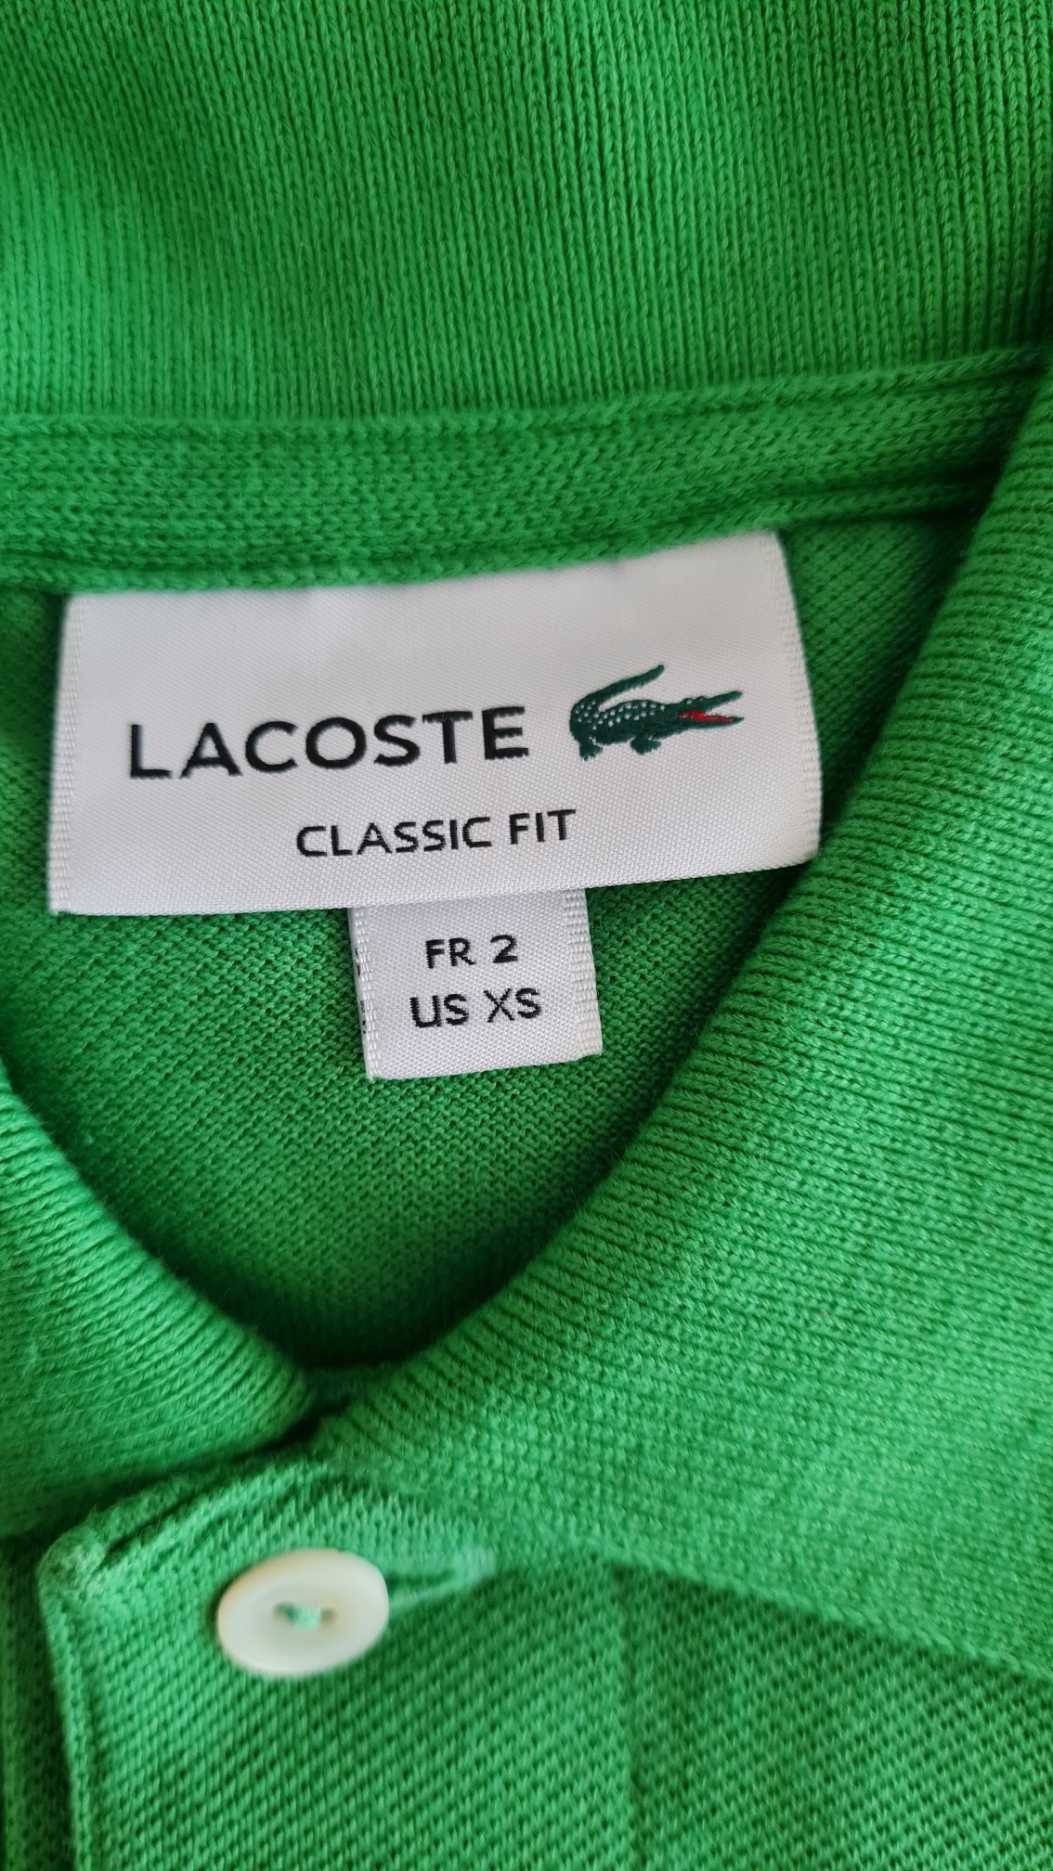 LACOSTE
CLASSIC FIT
FR 2
US XS